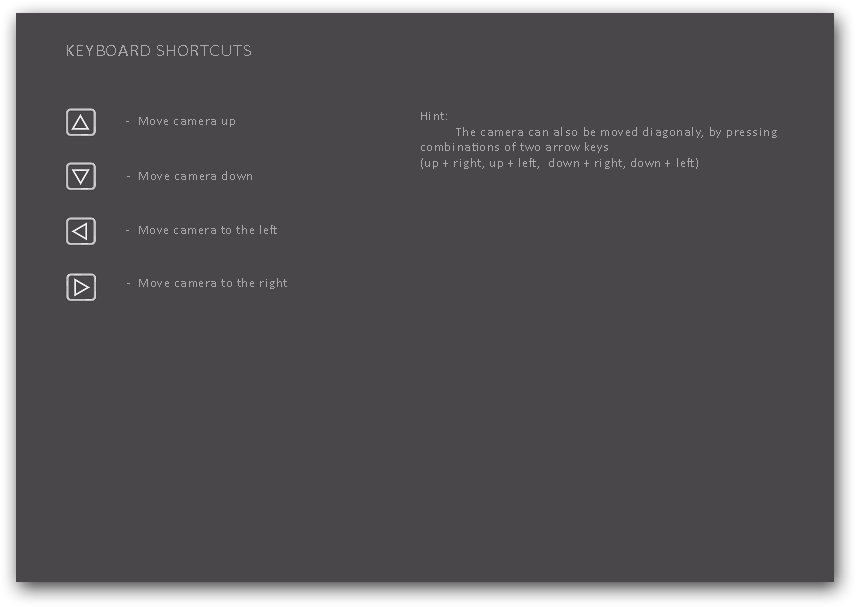 KEYBOARD SHORTCUTS
- Move camera up
- Move camera down
- Move camera to the left
- Move camera to the right
Hint:
The camera can also be moved diagonaly, by pressing
combinations of two arrow keys
(up + right, up + left, down + right, down + left)